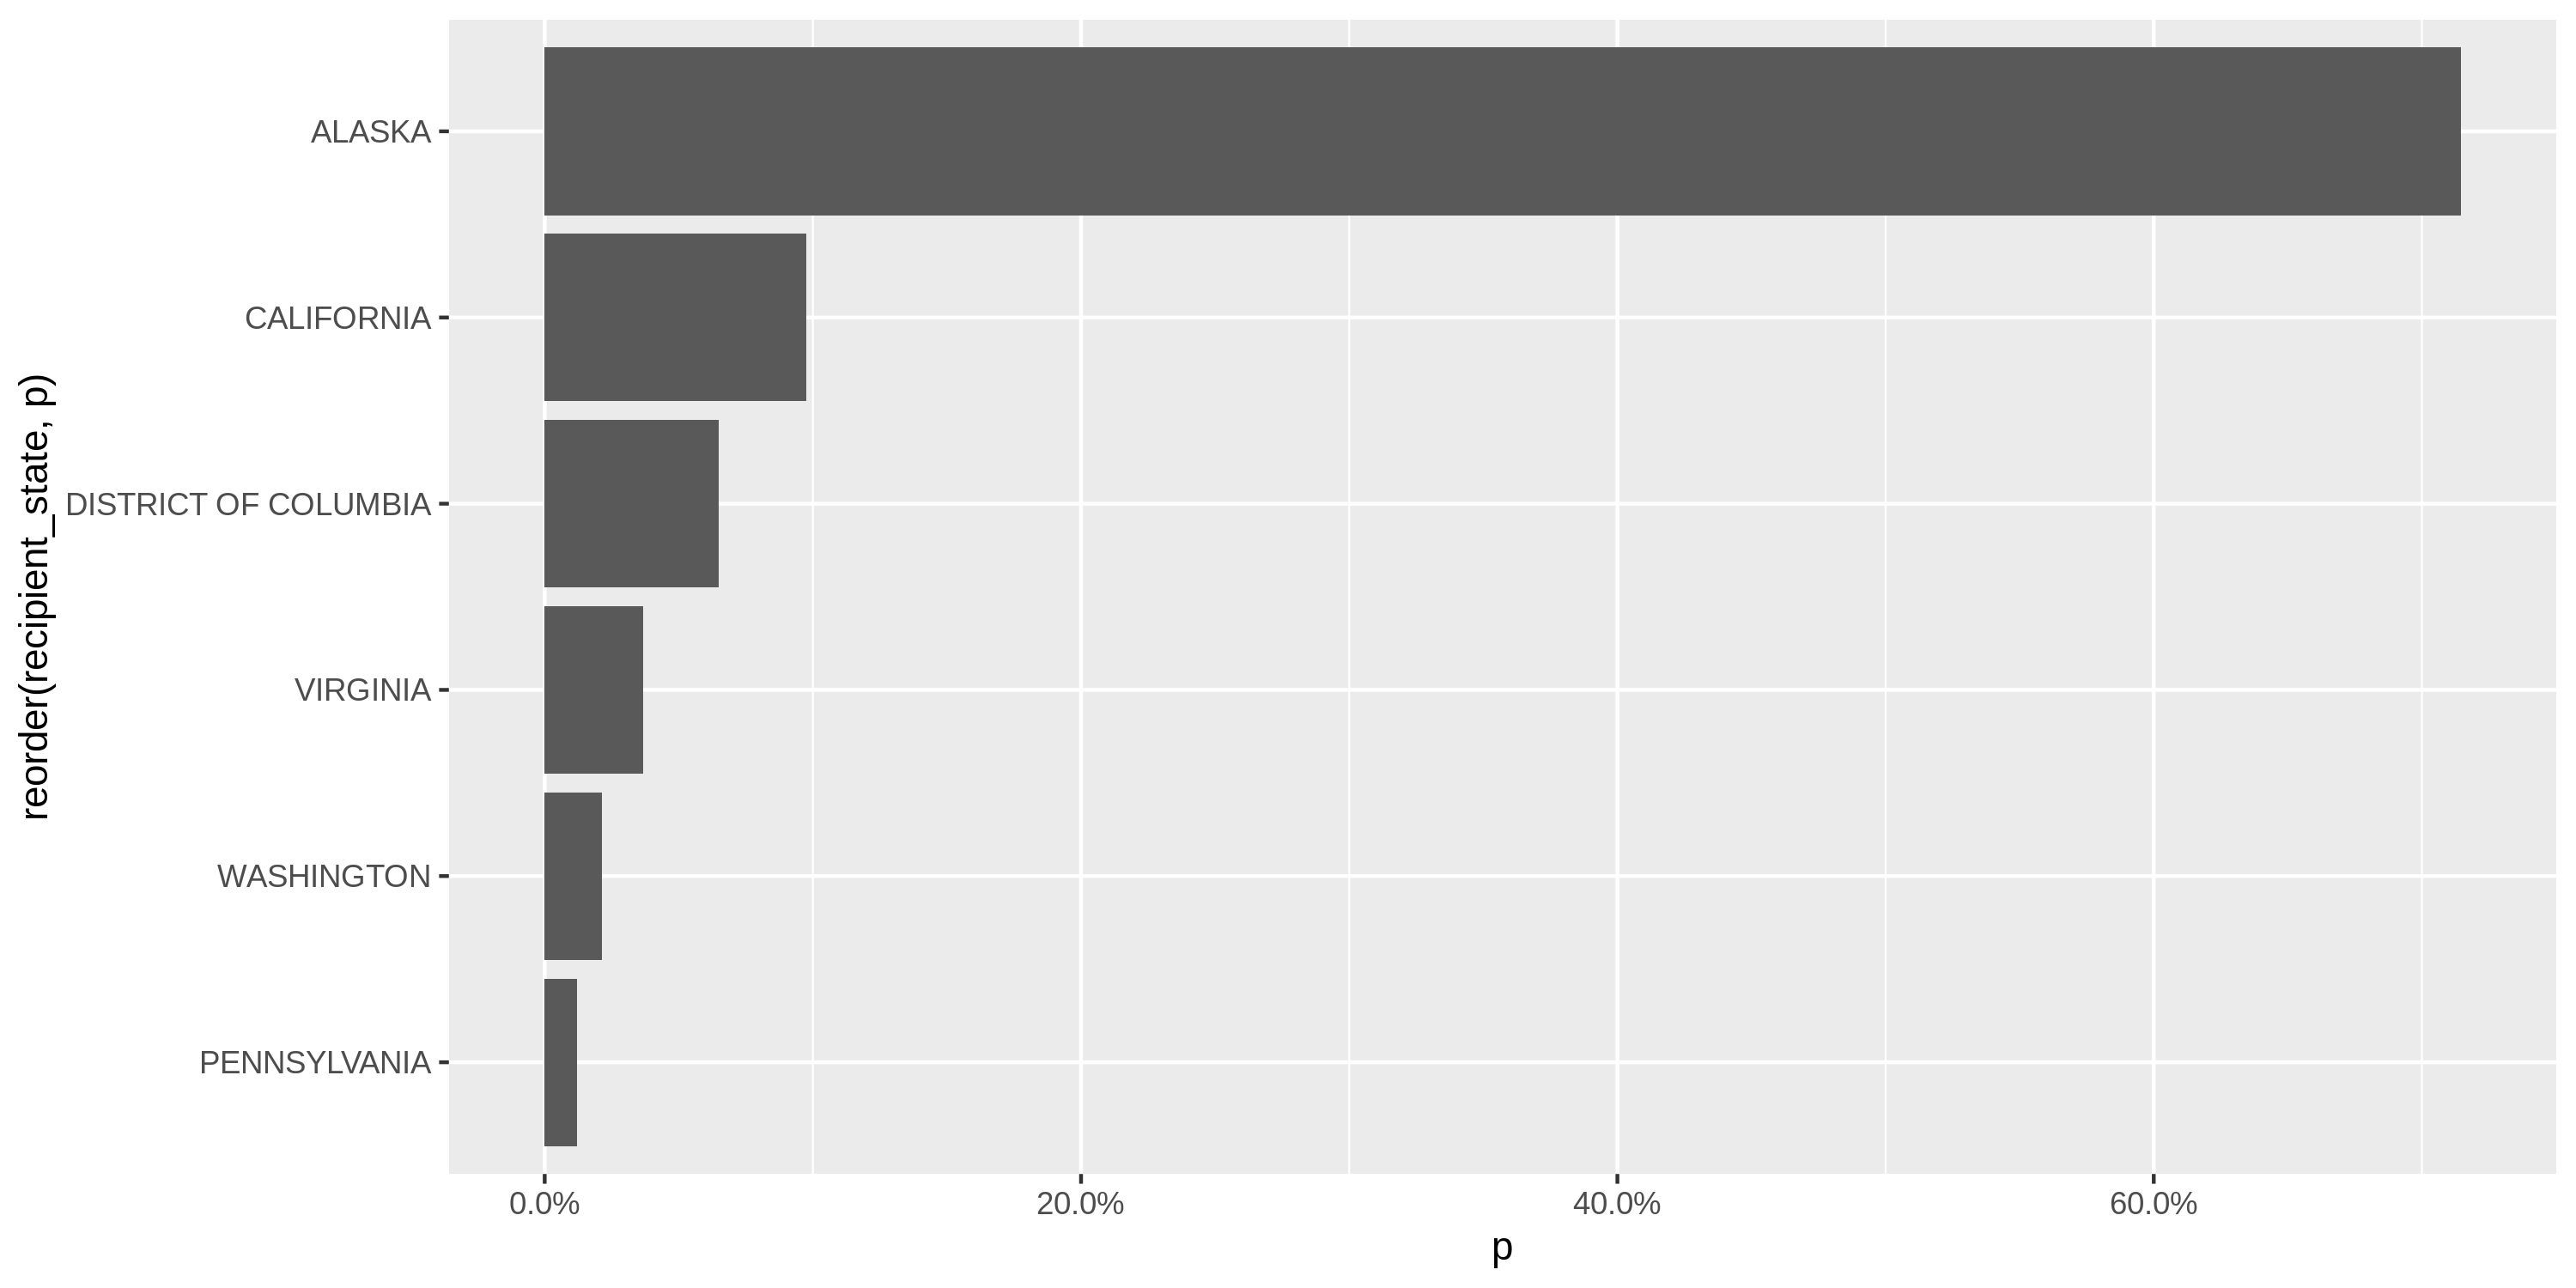 reorder(recipient_state, p)
ALASKA
CALIFORNIA
DISTRICT OF COLUMBIA
VIRGINIA
WASHINGTON
PENNSYLVANIA
0.0% 20.0% 40.0% 60.0%
p